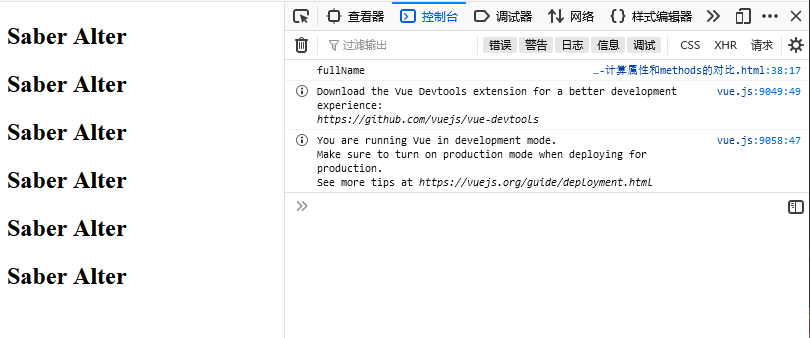 Saber Alter
Saber Alter
Saber Alter
Saber Alter
Saber Alter
Saber Alter
查看器 控制台 调试器 网络 样式编辑器
过滤输出 错误 警告 日志 信息 调试 CSS XHR 请求
fullName …-计算属性和methods的对比.html:38:17
Download the Vue Devtools extension for a better development vue.js:9049:49
experience:
https://github.com/vuejs/vue-devtools
You are running Vue in development mode. vue.js:9058:47
Make sure to turn on production mode when deploying for
production.
See more tips at https://vuejs.org/guide/deployment.html